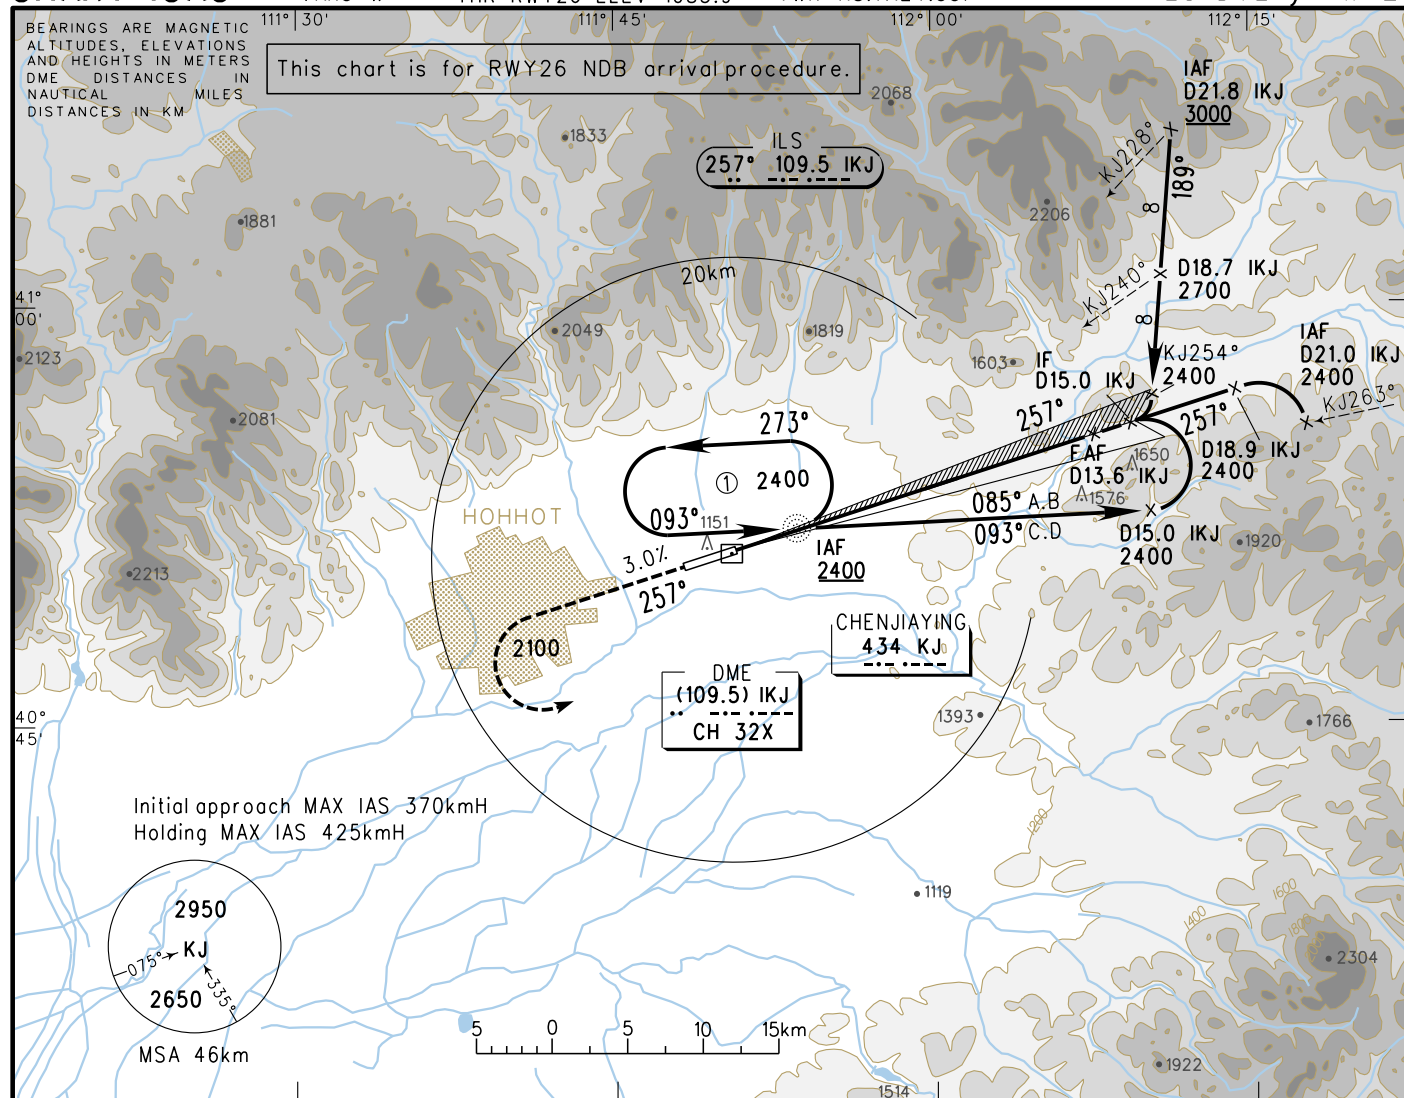 111° 30'
111° 45'
112° 00'
112° 15'
BEARINGS ARE MAGNETIC
ALTITUDES, ELEVATIONS
AND HEIGHTS IN METERS
DME DISTANCES IN
NAUTICAL MILES
DISTANCES IN KM
This chart is for RWY26 NDB arrival procedure.
IAF
D21.8 IKJ
3000
2068
1833
ILS
257° 109.5 IKJ
KJ228°
189°
8
2206
1881
20km
KJ240°
D18.7 IKJ
2700
8
41°
00'
2049
1819
2123
1603
IF
D15.0 IKJ
KJ254°
2400
IAF
D21.0 IKJ
2400
KJ263°
2081
273°
257°
257°
1 2400
FAF
D13.6 IKJ
1650
D18.9 IKJ
2400
1576
HOHHOT
093°
1151
085° A.B
093° C.D
D15.0 IKJ
2400
1920
IAF
2400
3.0%
257°
2213
2100
CHENJIAYING
434 KJ
DME
(109.5) IKJ
CH 32X
1393
1766
40°
45'
Initial approach MAX IAS 370kmH
Holding MAX IAS 425kmH
1200
2950
KJ
075°
335°
2650
MSA 46km
1119
1600
1400
1800
2304
5 0 5 10 15km
1922
1514